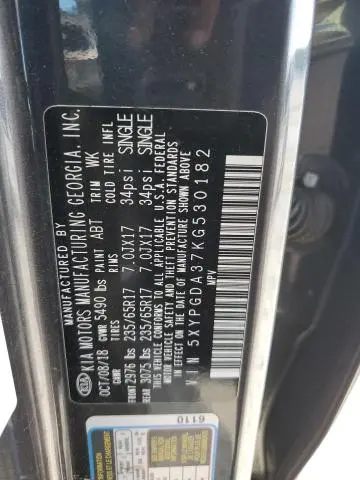 MANUFACTURED BY
KIA KIA MOTORS MANUFACTURING GEORGIA, INC.
OCT/08/18 GVWR 5490 lbs PAINT ABT TRIM WK
GAWR TIRES RIMS COLD TIRE INFL
FRONT 2976 lbs 235/65R17 7.0JX17 34psi SINGLE
REAR 3075 lbs 235/65R17 7.0JX17 34psi SINGLE
THIS VEHICLE CONFORMS TO ALL APPLICABLE U.S.A. FEDERAL
MOTOR VEHICLE SAFETY AND THEFT PREVENTION STANDARDS
IN EFFECT ON THE DATE OF MANUFACTURE SHOWN ABOVE
VIN 5XYPGDA37KG530182
MPV
6110
INFORMATION